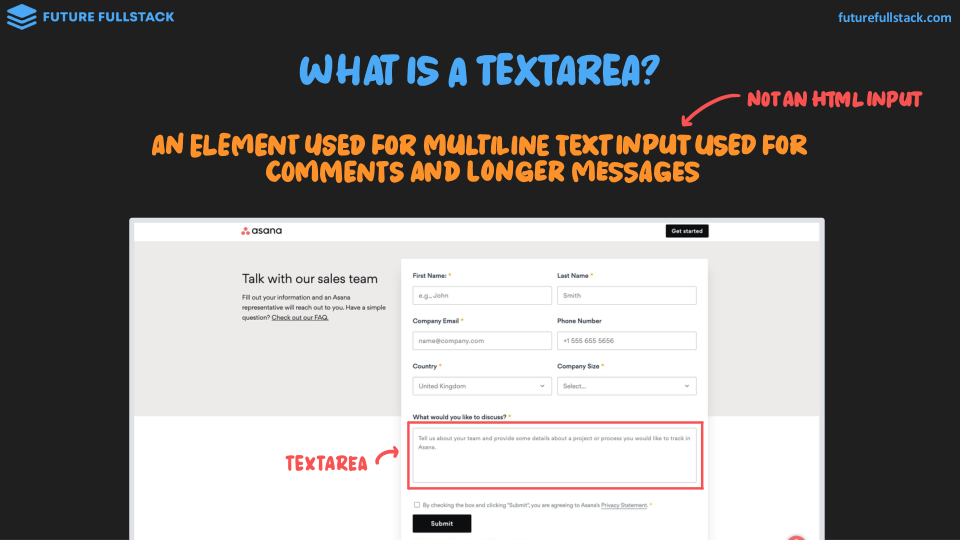 FUTURE FULLSTACK
futurefullstack.com
WHAT IS A TEXTAREA?
NOT AN HTML INPUT
AN ELEMENT USED FOR MULTILINE TEXT INPUT USED FOR
COMMENTS AND LONGER MESSAGES
asana
Get started
Talk with our sales team
Fill out your information and an Asana
representative will reach out to you. Have a simple
question? Check out our FAQ.
First Name: *
Last Name *
e.g., John
Smith
Company Email *
Phone Number
name@company.com
+1 555 655 5656
Country *
Company Size *
United Kingdom
Select...
What would you like to discuss? *
Tell us about your team and provide some details about a project or process you would like to track in
Asana.
TEXTAREA
By checking the box and clicking "Submit", you are agreeing to Asana's Privacy Statement. *
Submit